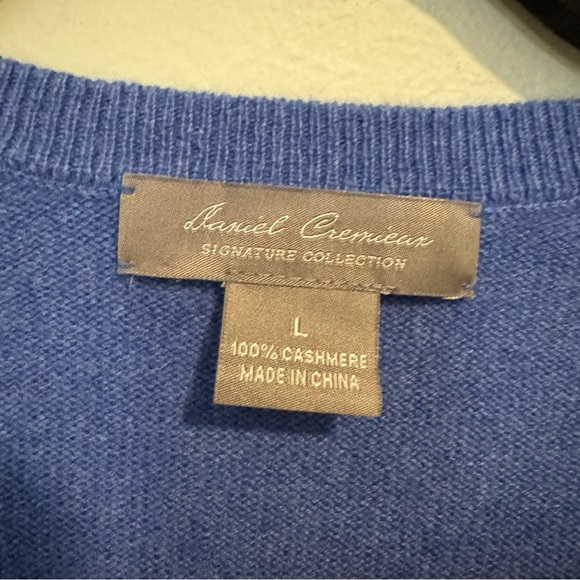 Daniel Cremieux
SIGNATURE COLLECTION
L
100% CASHMERE
MADE IN CHINA